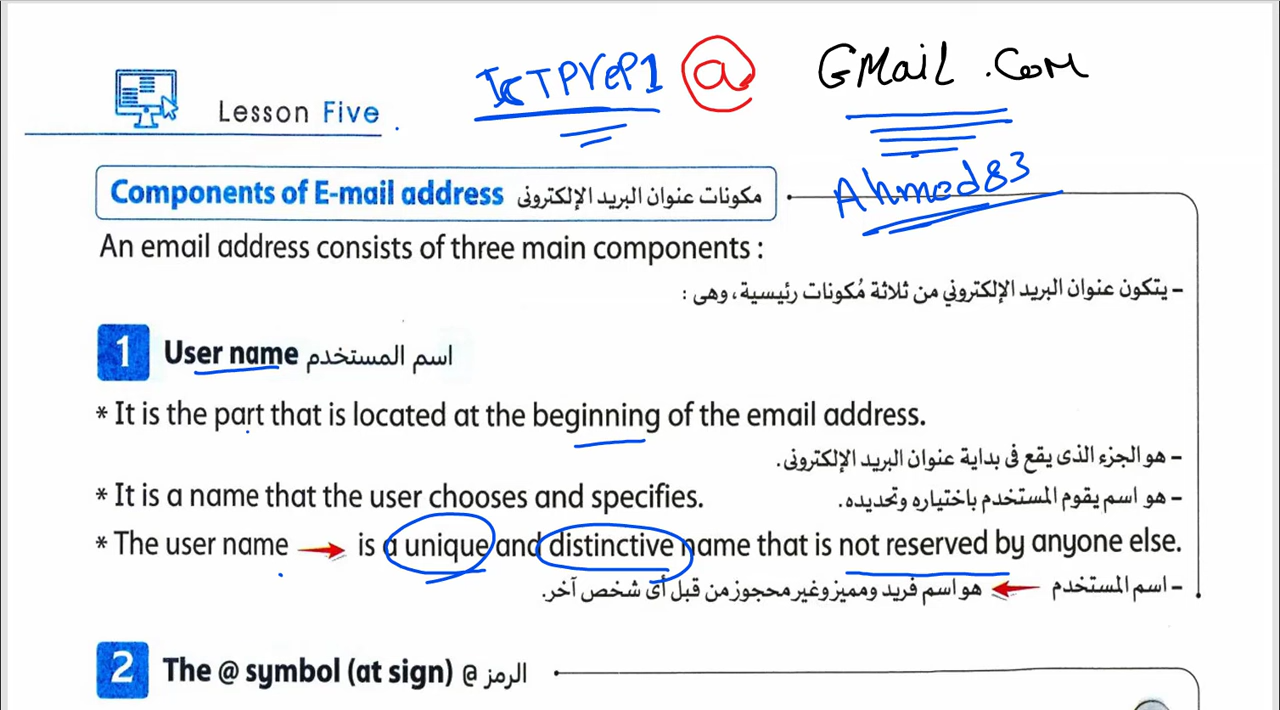 IcTPreP1 @ GMail .Com
Lesson Five
Ahmed83
Components of E-mail address مكونات عنوان البريد الإلكترونى
An email address consists of three main components :
– يتكون عنوان البريد الإلكتروني من ثلاثة مُكونات رئيسية، وهى :
1 User name اسم المستخدم
* It is the part that is located at the beginning of the email address.
– هو الجزء الذى يقع فى بداية عنوان البريد الإلكترونى.
* It is a name that the user chooses and specifies.
– هو اسم يقوم المستخدم باختياره وتحديده.
* The user name → is a unique and distinctive name that is not reserved by anyone else.
– اسم المستخدم ← هو اسم فريد ومميز وغير محجوز من قبل أى شخص آخر.
2 The @ symbol (at sign) الرمز @